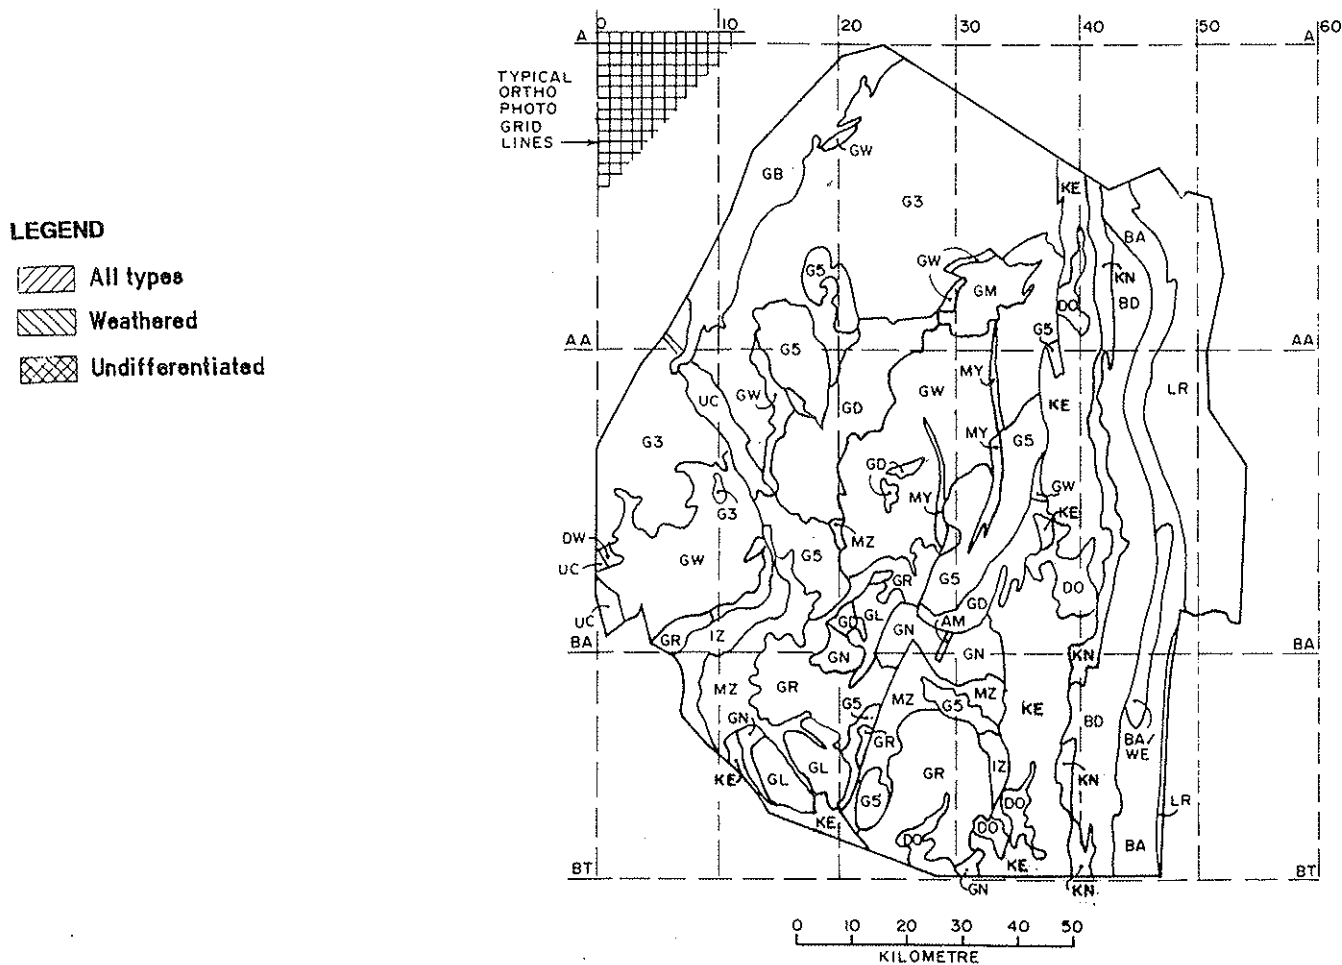 0 10 20 30 40 50 60
A A
TYPICAL
ORTHO
PHOTO
GRID
LINES
GW
GB
KE
G3
LEGEND
BA
All types
G5
GW
KN
GM
DO
BD
Weathered
G5
AA AA
G5
Undifferentiated
MY
LR
UC
GW
GD
GW
KE
G3
MY
G5
GD
GW
MY
G3
KE
DW
MZ
UC
GW
G5
GR
G5
DO
GD
UC
GD
GL
AM
BA
GR
IZ
GN
GN
GN
KN
BA
MZ
GR
MZ
MZ
G5
G5
KE
BD
GN
GR
BA/
WE
GL
GL
GR
IZ
KE
KN
G5
DO
LR
KE
DO
DO
BA
KE
BT
GN
KN
BT
0 10 20 30 40 50
KILOMETRE